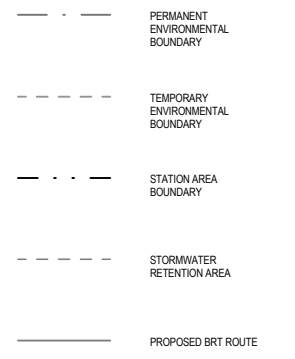 PERMANENT
ENVIRONMENTAL
BOUNDARY
TEMPORARY
ENVIRONMENTAL
BOUNDARY
STATION AREA
BOUNDARY
STORMWATER
RETENTION AREA
PROPOSED BRT ROUTE